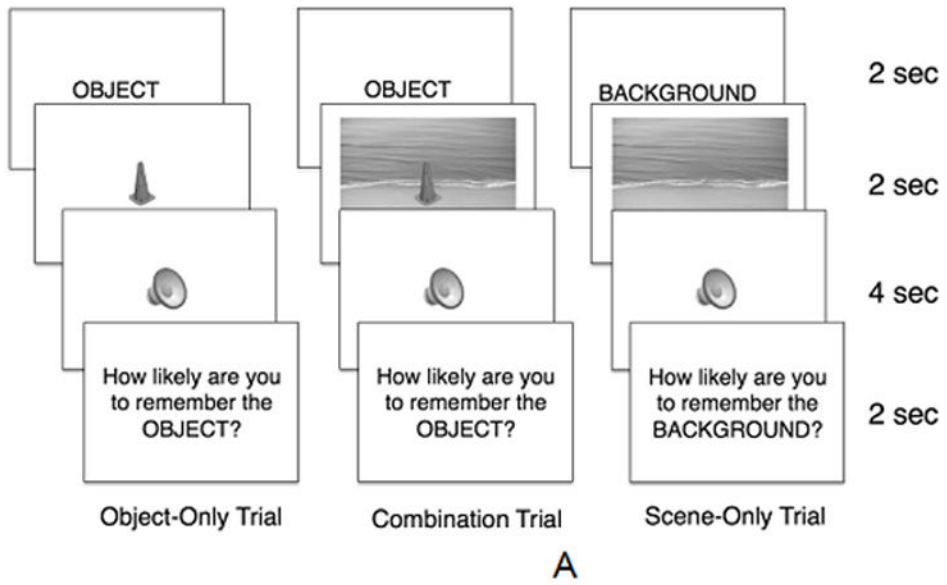 OBJECT
OBJECT
BACKGROUND
2 sec
2 sec
4 sec
How likely are you
to remember the
OBJECT?
How likely are you
to remember the
OBJECT?
How likely are you
to remember the
BACKGROUND?
2 sec
Object-Only Trial
Combination Trial
Scene-Only Trial
A